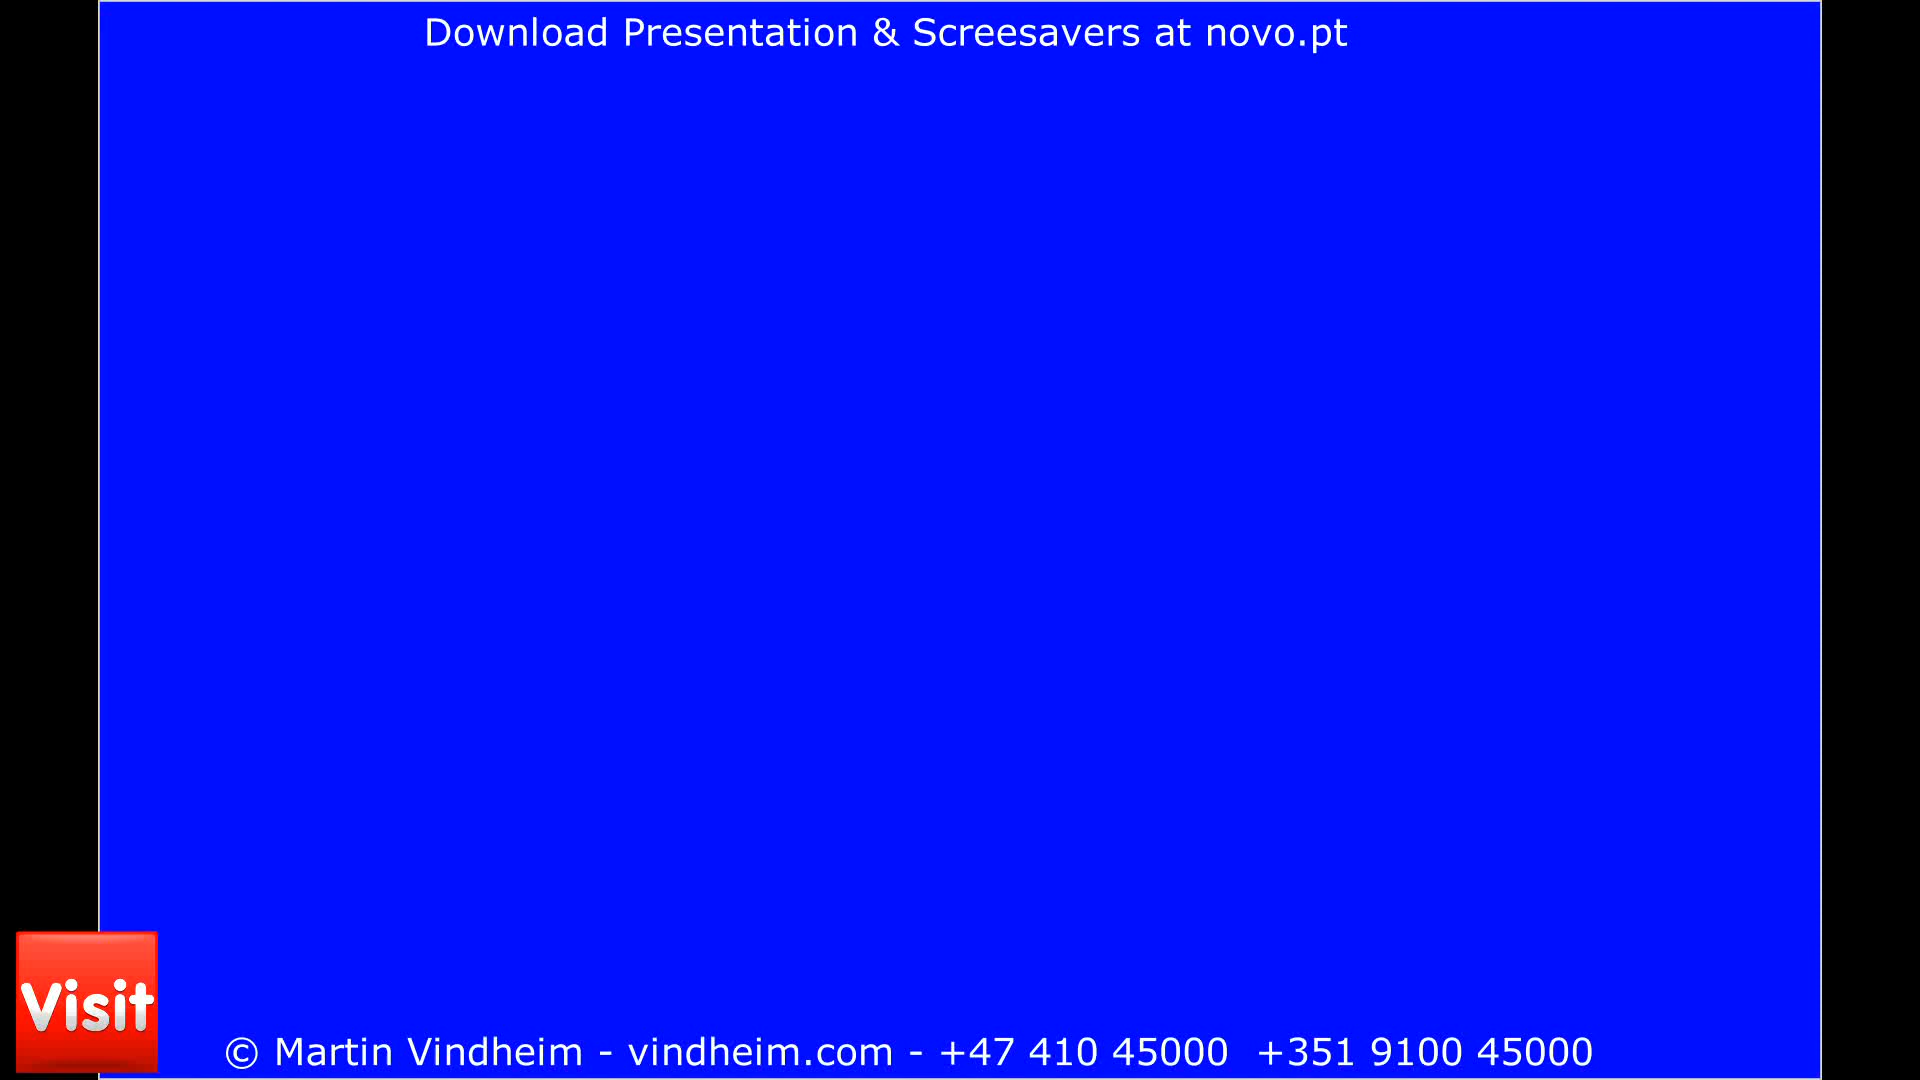 Download Presentation & Screesavers at novo.pt
Visit
© Martin Vindheim - vindheim.com - +47 410 45000  +351 9100 45000